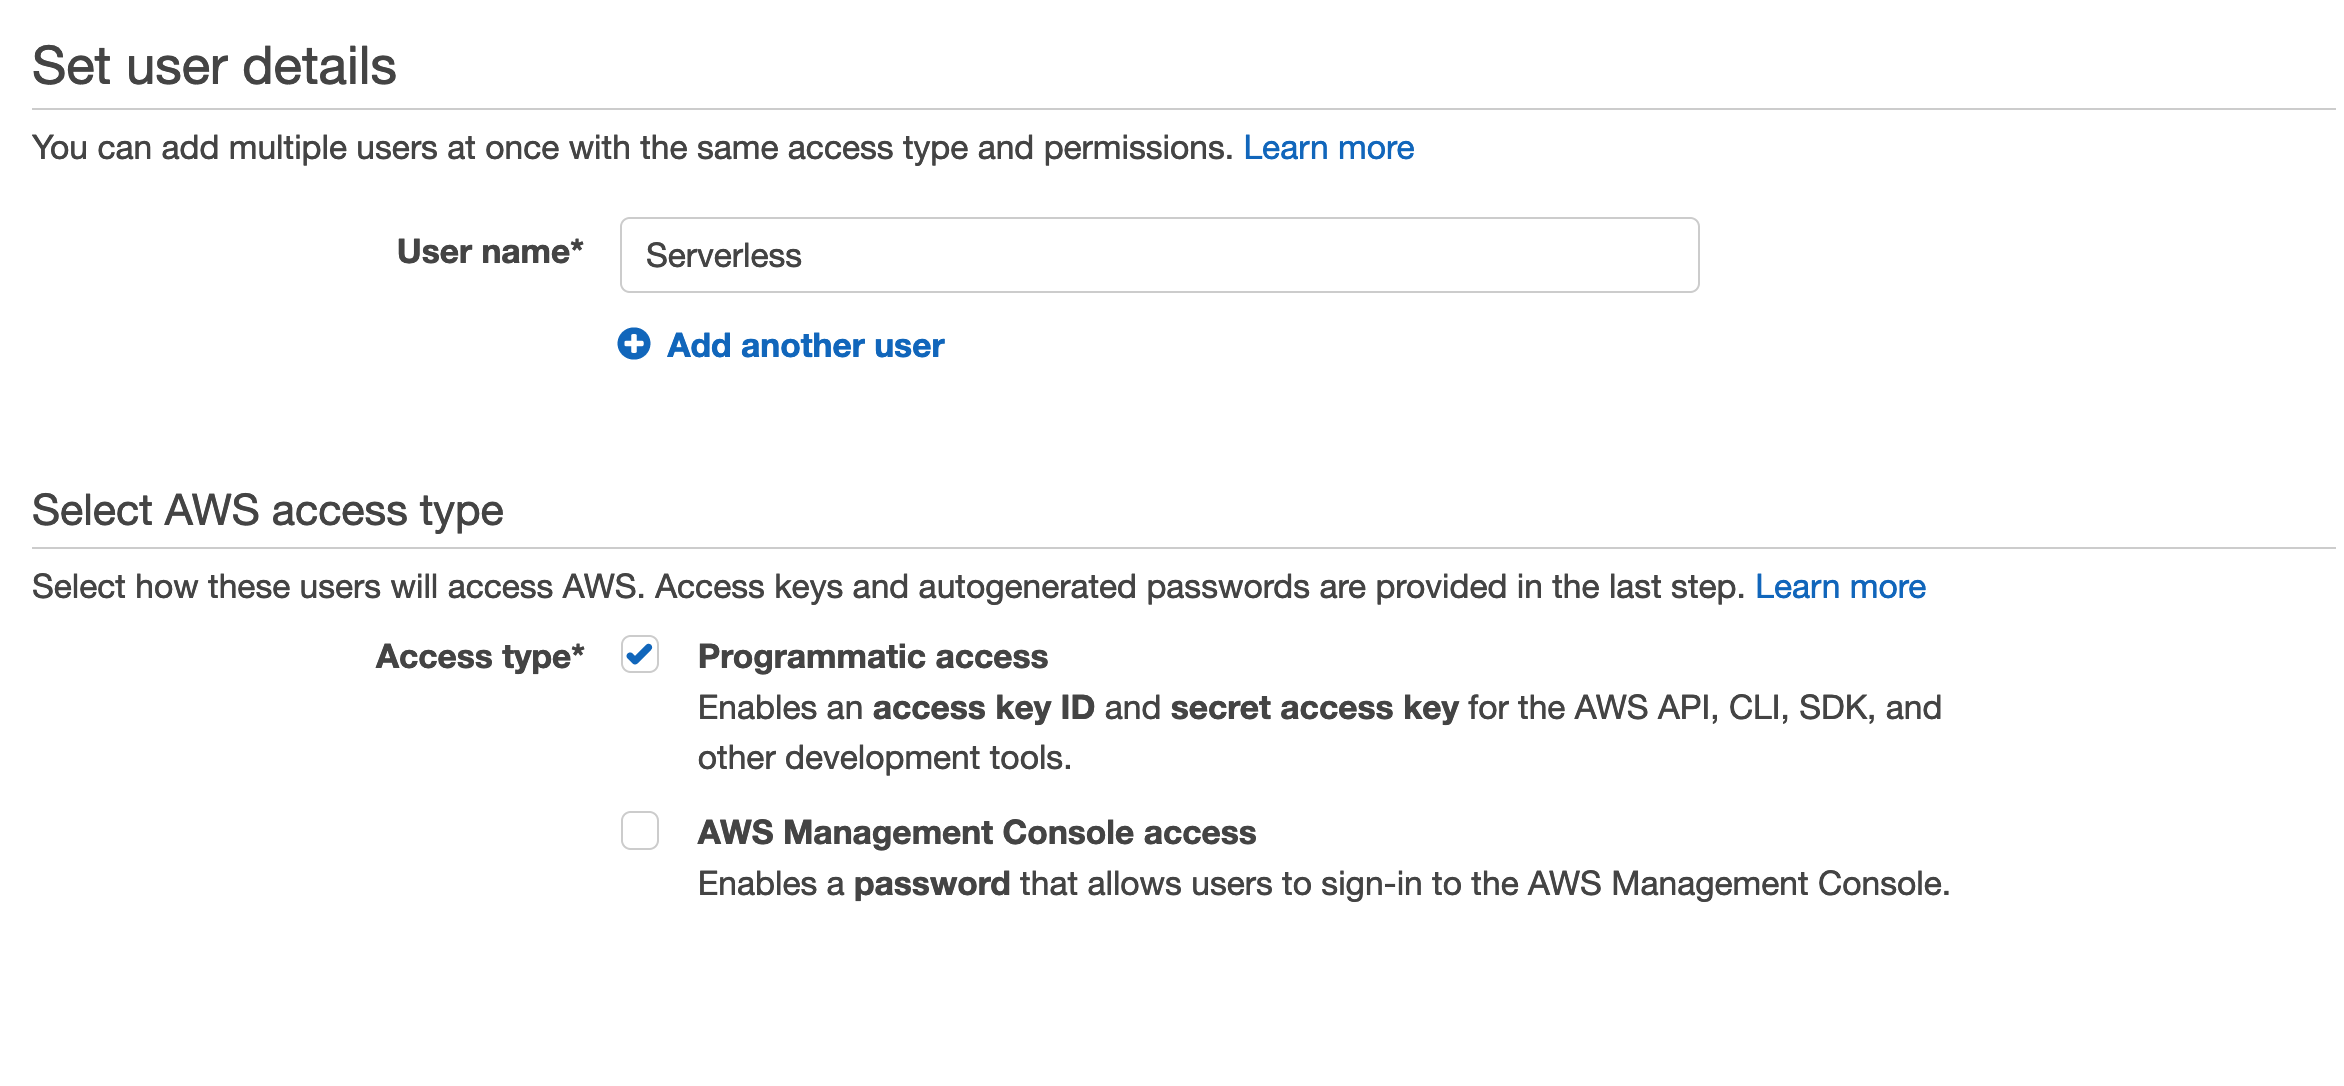 Set user details
You can add multiple users at once with the same access type and permissions. Learn more
User name*
Serverless
Add another user
Select AWS access type
Select how these users will access AWS. Access keys and autogenerated passwords are provided in the last step. Learn more
Access type*
Programmatic access
Enables an access key ID and secret access key for the AWS API, CLI, SDK, and
other development tools.
AWS Management Console access
Enables a password that allows users to sign-in to the AWS Management Console.